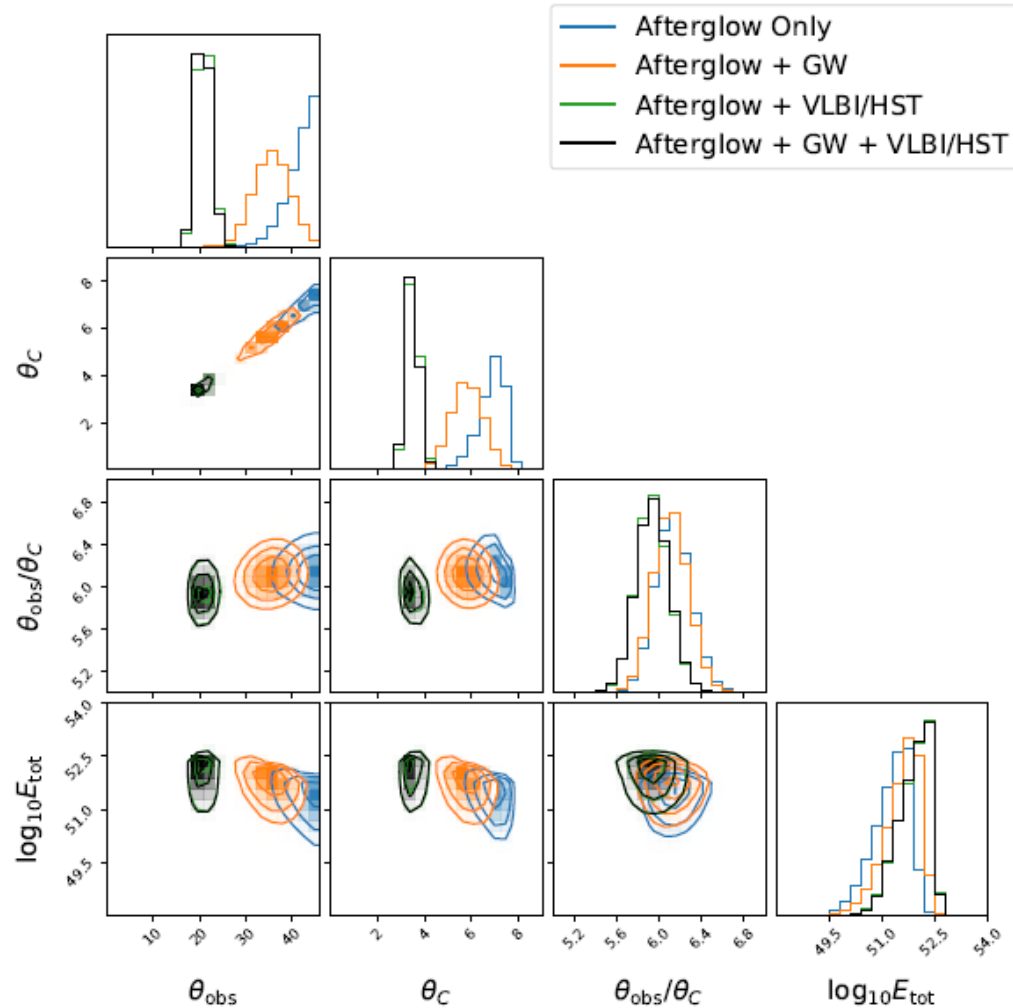 Afterglow Only
Afterglow + GW
Afterglow + VLBI/HST
Afterglow + GW + VLBI/HST
8
6
4
2
θ_C
6.8
6.4
6.0
5.6
5.2
θ_obs/θ_C
54.0
52.5
51.0
49.5
log₁₀E_tot
10 20 30 40
2 4 6 8
5.2 5.6 6.0 6.4 6.8
49.5 51.0 52.5 54.0
θ_obs
θ_C
θ_obs/θ_C
log₁₀E_tot